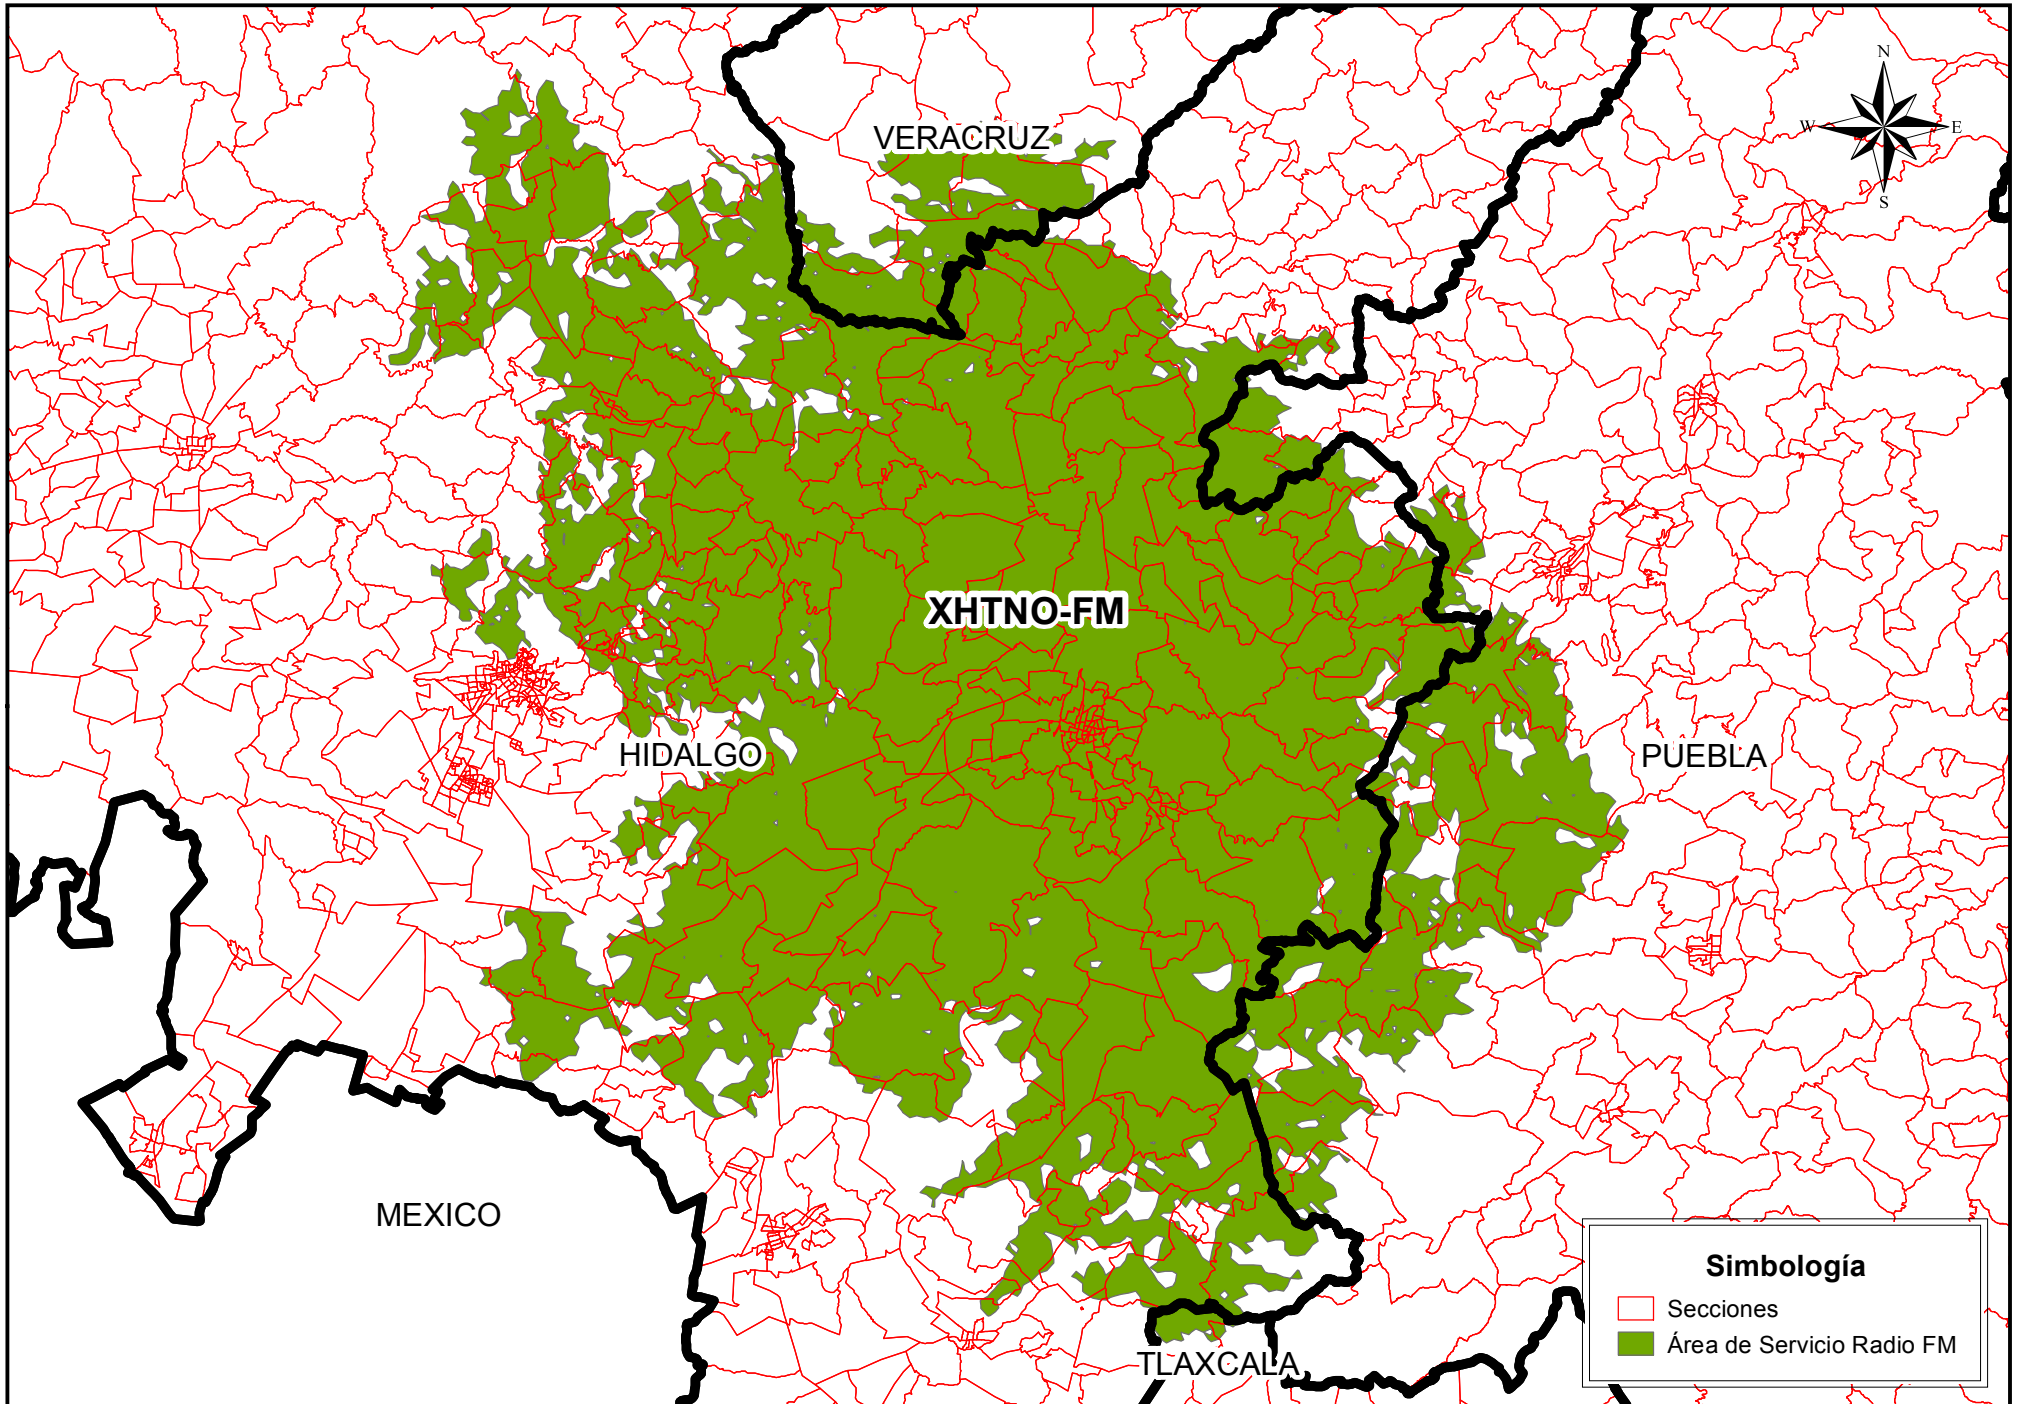 N
W E
S
VERACRUZ
XHTNO-FM
HIDALGO
PUEBLA
MEXICO
TLAXCALA
Simbología
Secciones
Área de Servicio Radio FM